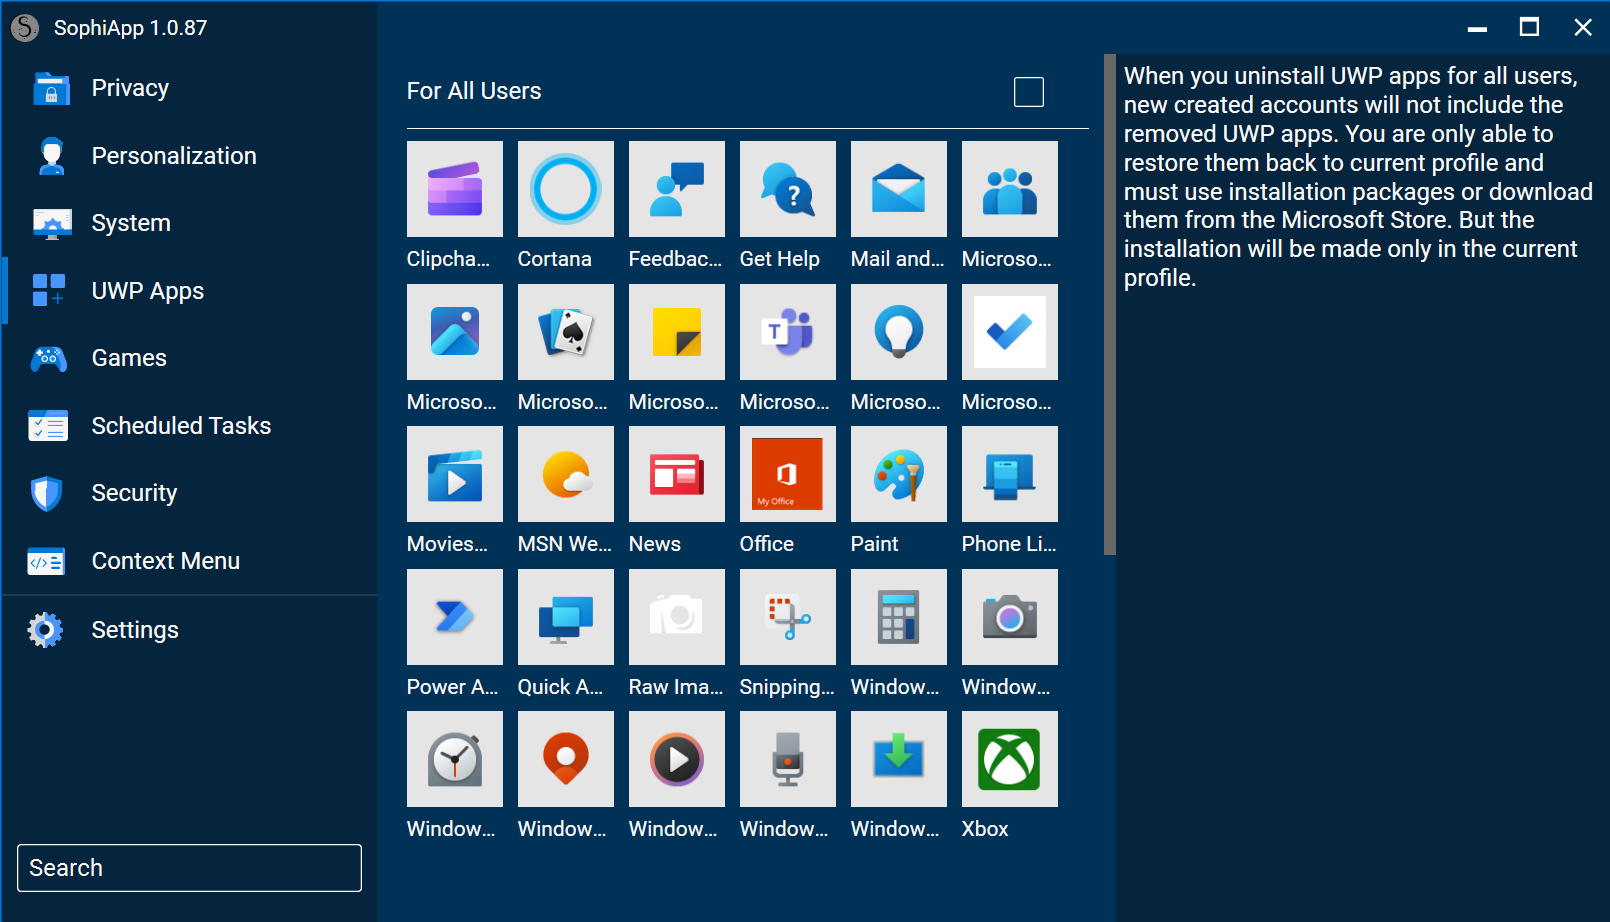 SophiApp 1.0.87
Privacy
Personalization
System
UWP Apps
Games
Scheduled Tasks
Security
Context Menu
Settings
Search
For All Users
Clipcha... Cortana Feedbac... Get Help Mail and... Microso...
T
Microso... Microso... Microso... Microso... Microso... Microso...
My Office
Movies... MSN We... News Office Paint Phone Li...
Power A... Quick A... Raw Ima... Snipping... Window... Window...
Window... Window... Window... Window... Window... Xbox
When you uninstall UWP apps for all users,
new created accounts will not include the
removed UWP apps. You are only able to
restore them back to current profile and
must use installation packages or download
them from the Microsoft Store. But the
installation will be made only in the current
profile.